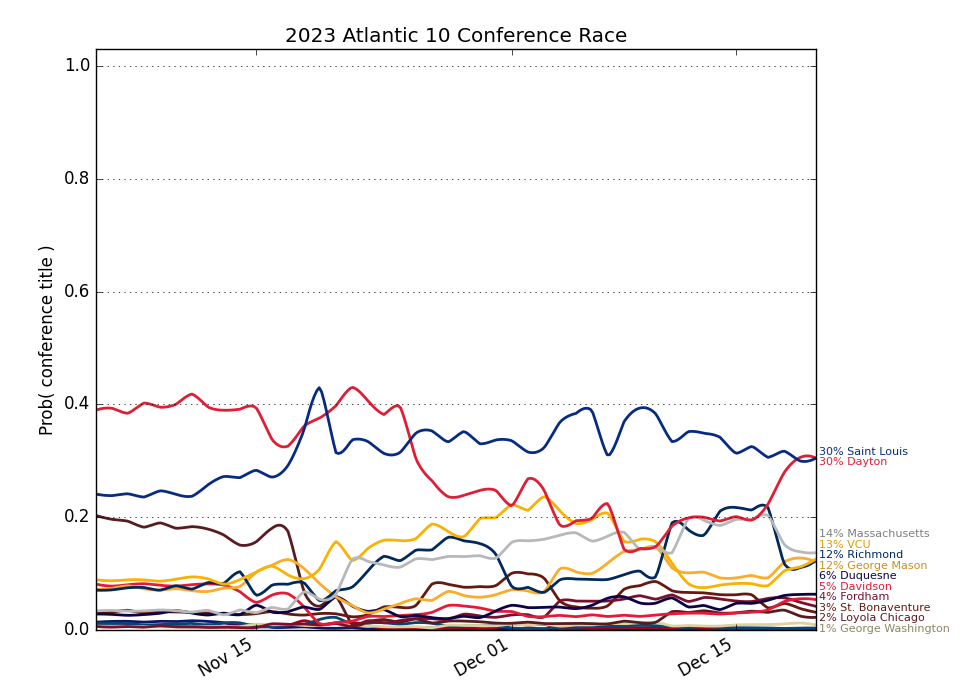 2023 Atlantic 10 Conference Race
Prob( conference title )
1.0
0.8
0.6
0.4
0.2
0.0
Nov 15
Dec 01
Dec 15
30% Saint Louis
30% Dayton
14% Massachusetts
13% VCU
12% Richmond
12% George Mason
6% Duquesne
5% Davidson
4% Fordham
3% St. Bonaventure
2% Loyola Chicago
1% George Washington